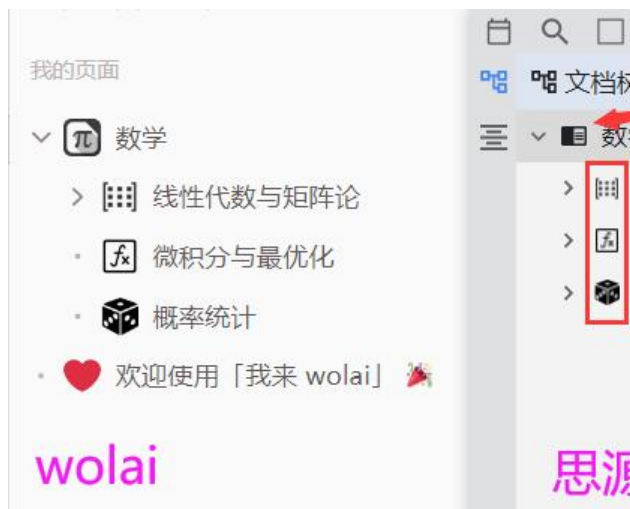 我的页面
数学
线性代数与矩阵论
微积分与最优化
概率统计
欢迎使用「我来 wolai」
wolai
文档
数
思源